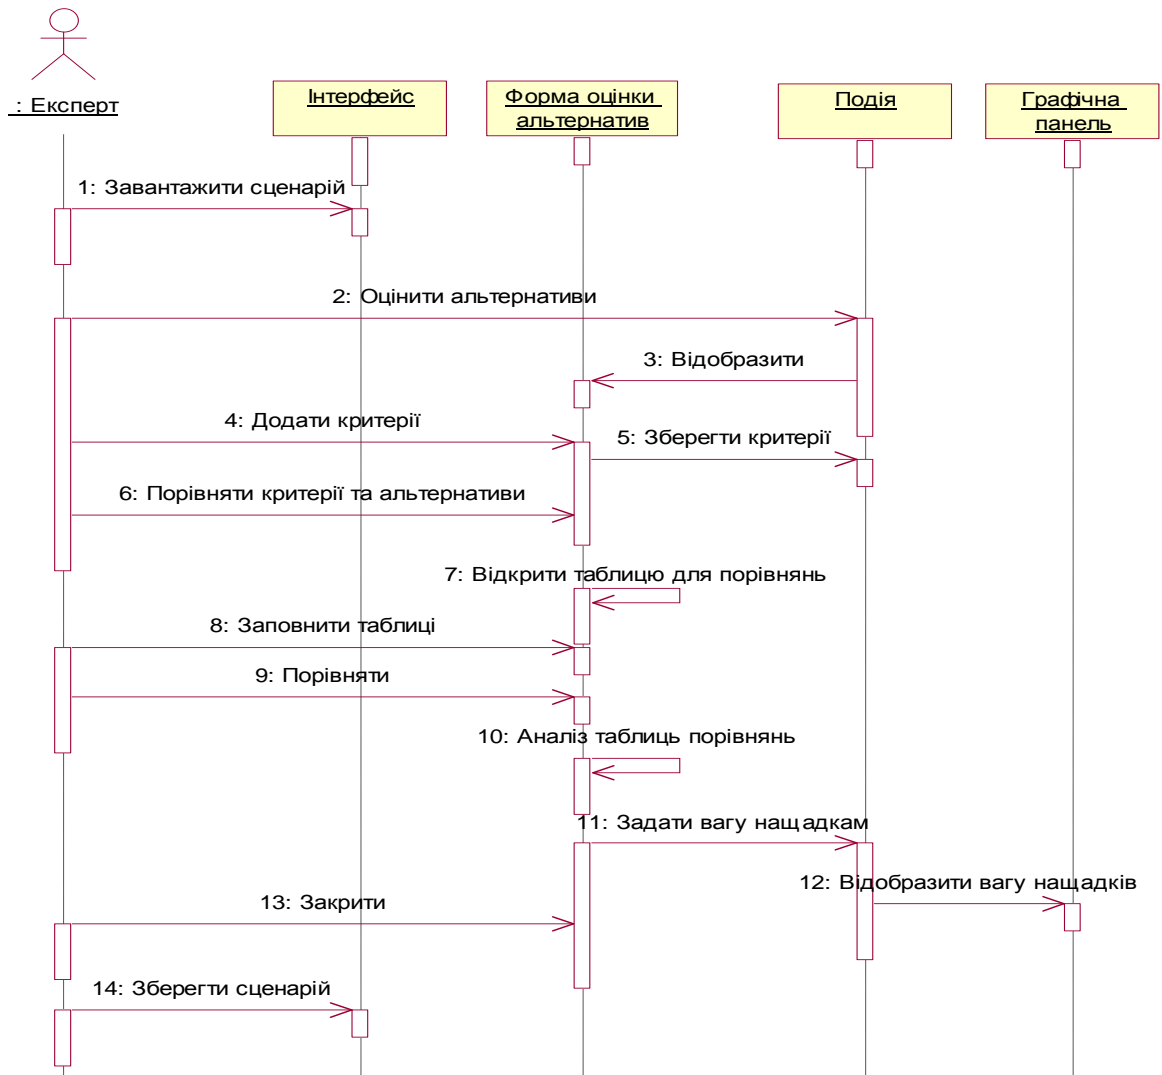 : Експерт
Інтерфейс
Форма оцінки
альтернатив
Подія
Графічна
панель
1: Завантажити сценарій
2: Оцінити альтернативи
3: Відобразити
4: Додати критерії
5: Зберегти критерії
6: Порівняти критерії та альтернативи
7: Відкрити таблицю для порівнянь
8: Заповнити таблиці
9: Порівняти
10: Аналіз таблиць порівнянь
11: Задати вагу нащадкам
12: Відобразити вагу нащадків
13: Закрити
14: Зберегти сценарій